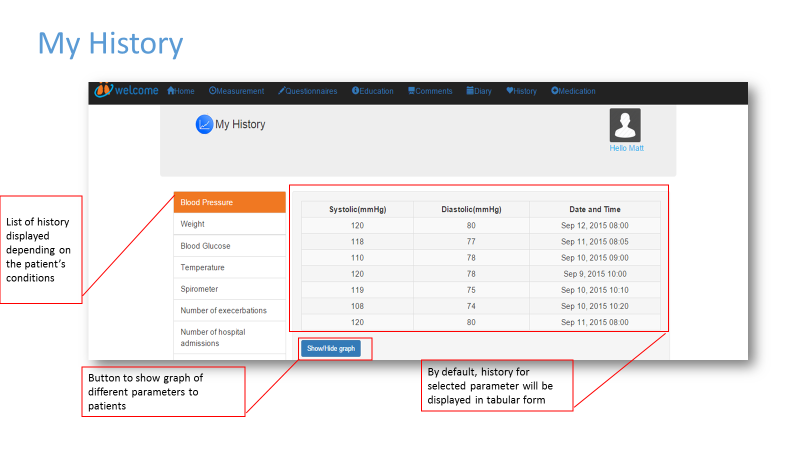 My History
welcome Home Measurement Questionnaires Education Comments Diary History Medication
My History
Hello Matt
List of history
displayed
depending on
the patient's
conditions
Blood Pressure
Weight
Blood Glucose
Temperature
Spirometer
Number of execerbations
Number of hospital
admissions
Systolic(mmHg) Diastolic(mmHg) Date and Time
120 80 Sep 12, 2015 08:00
118 77 Sep 11, 2015 08:05
110 78 Sep 10, 2015 09:00
120 78 Sep 9, 2015 10:00
119 75 Sep 10, 2015 10:10
108 74 Sep 10, 2015 10:20
120 80 Sep 11, 2015 08:00
Show/Hide graph
Button to show graph of
different parameters to
patients
By default, history for
selected parameter will be
displayed in tabular form